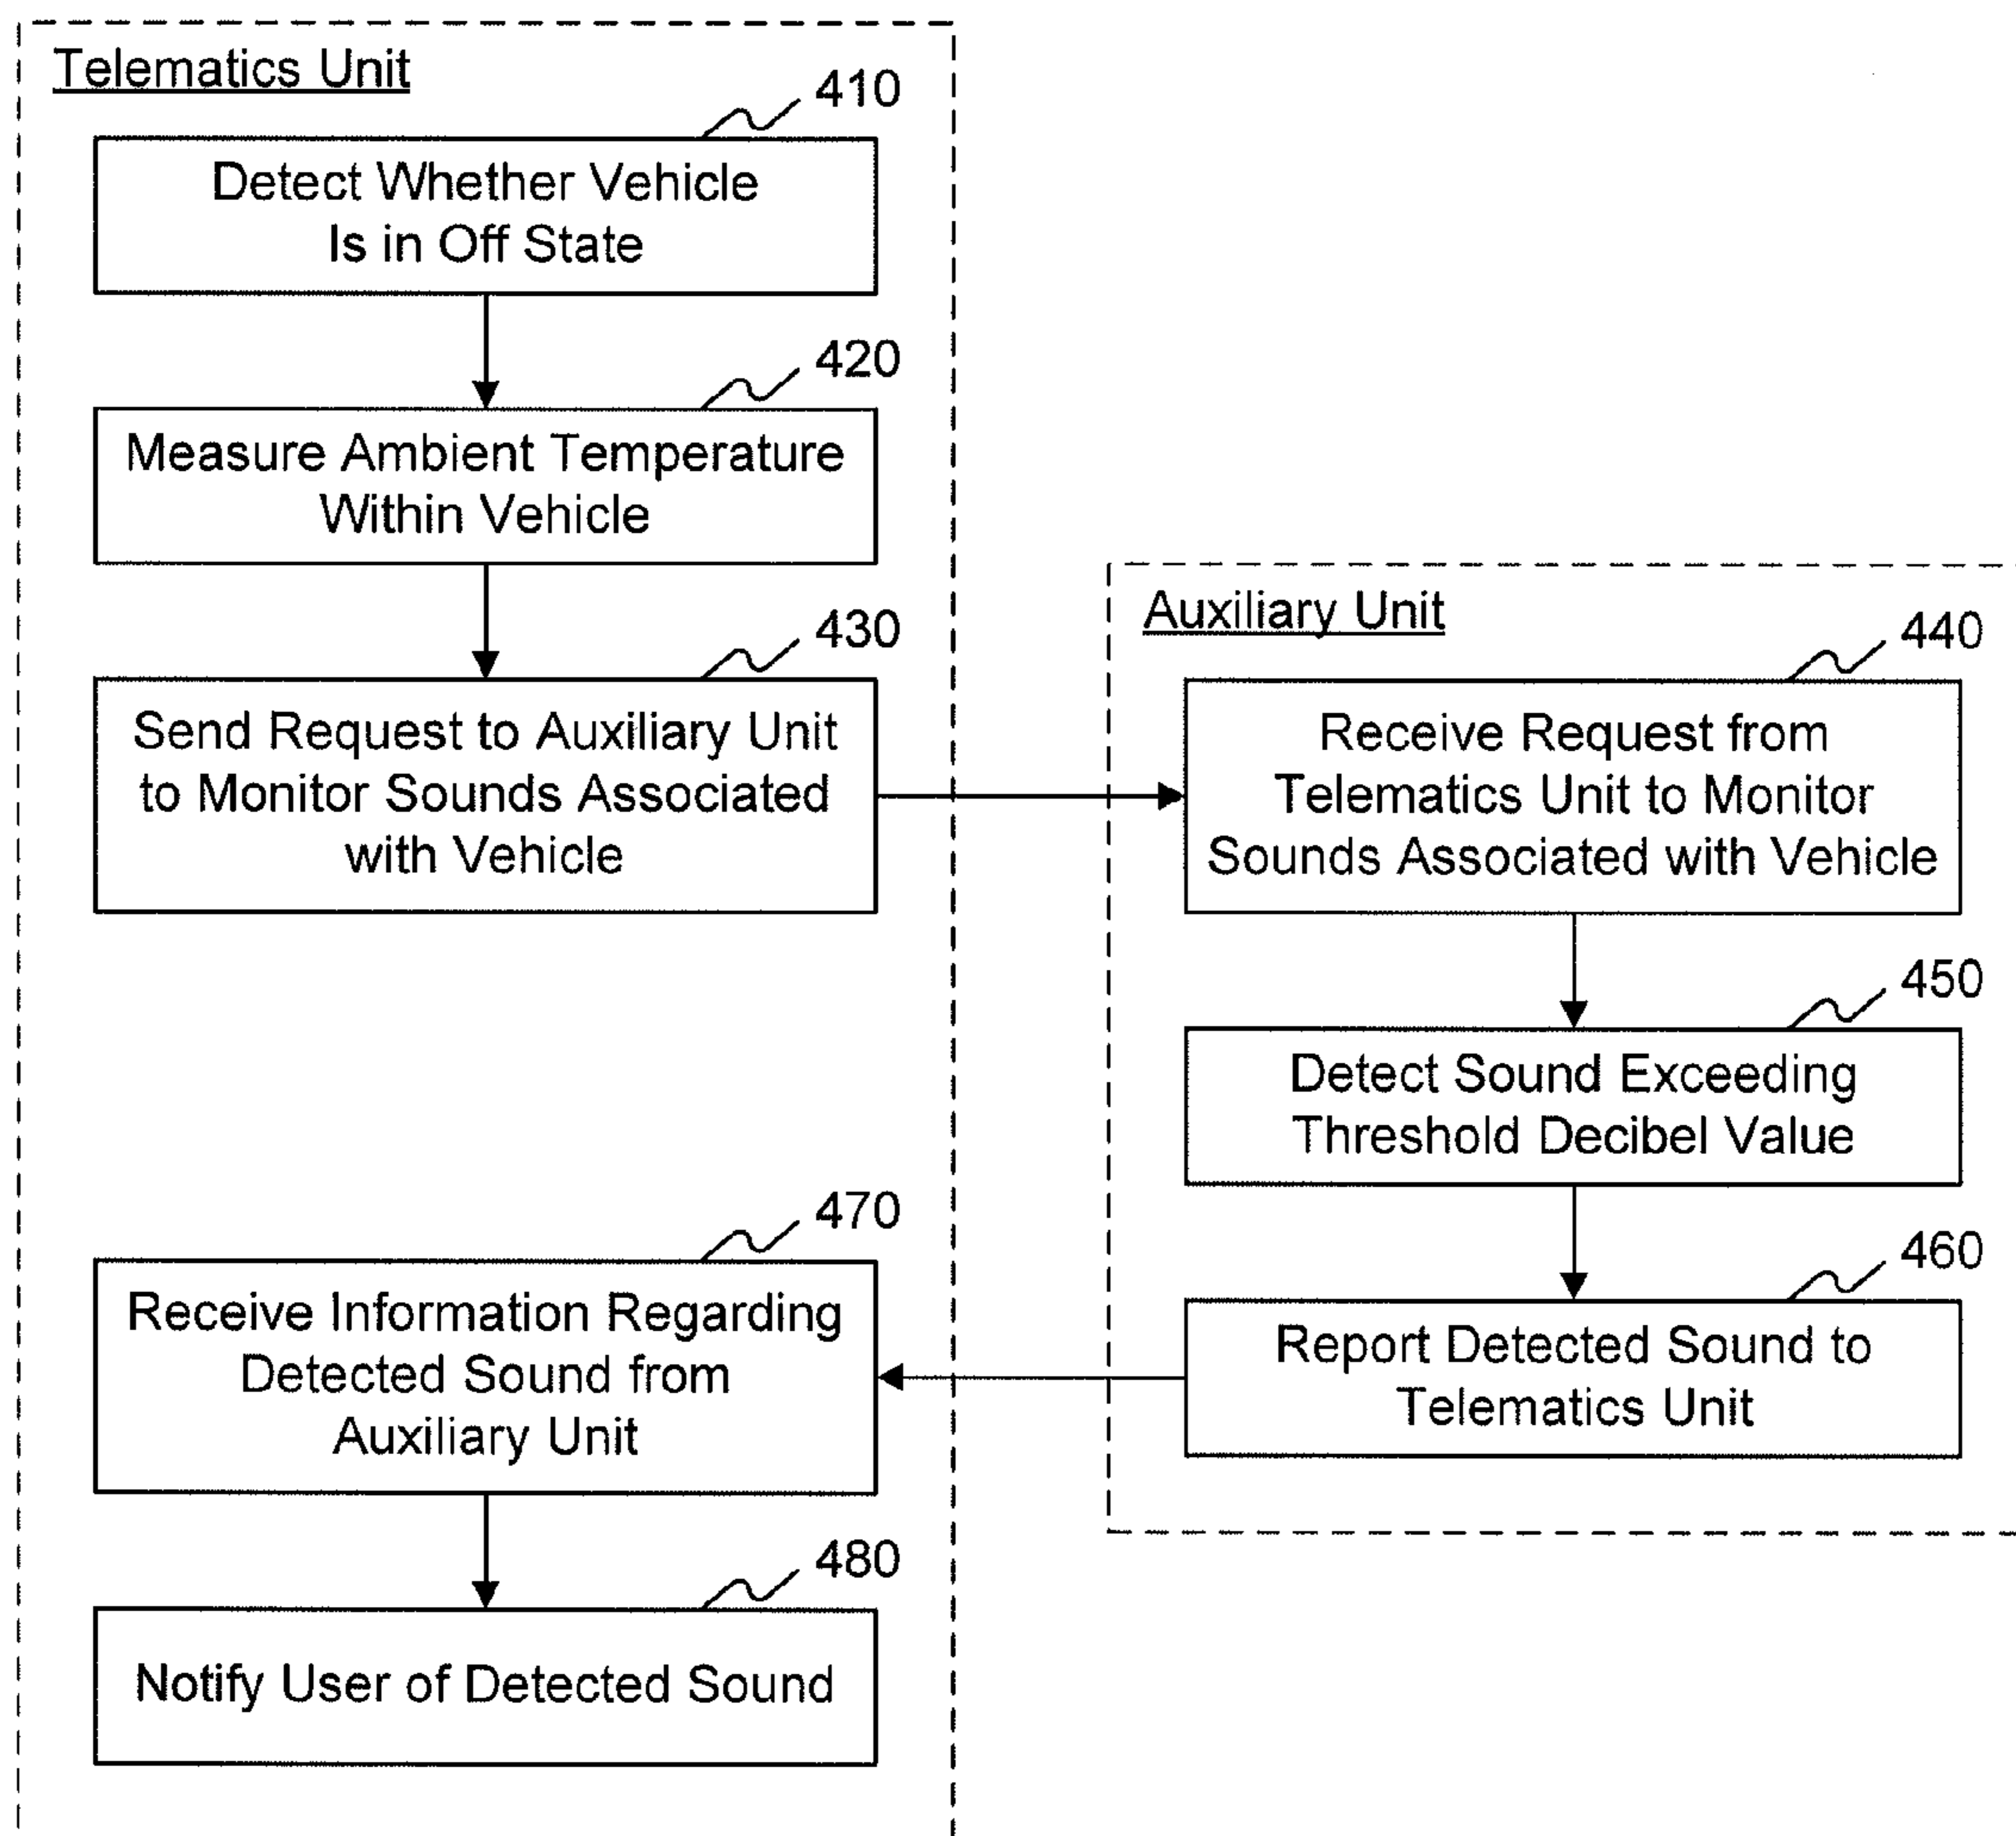 Telematics Unit
410
Detect Whether Vehicle
Is in Off State
420
Measure Ambient Temperature
Within Vehicle
430
Send Request to Auxiliary Unit
to Monitor Sounds Associated
with Vehicle
Auxiliary Unit
440
Receive Request from
Telematics Unit to Monitor
Sounds Associated with Vehicle
450
Detect Sound Exceeding
Threshold Decibel Value
460
Report Detected Sound to
Telematics Unit
470
Receive Information Regarding
Detected Sound from
Auxiliary Unit
480
Notify User of Detected Sound